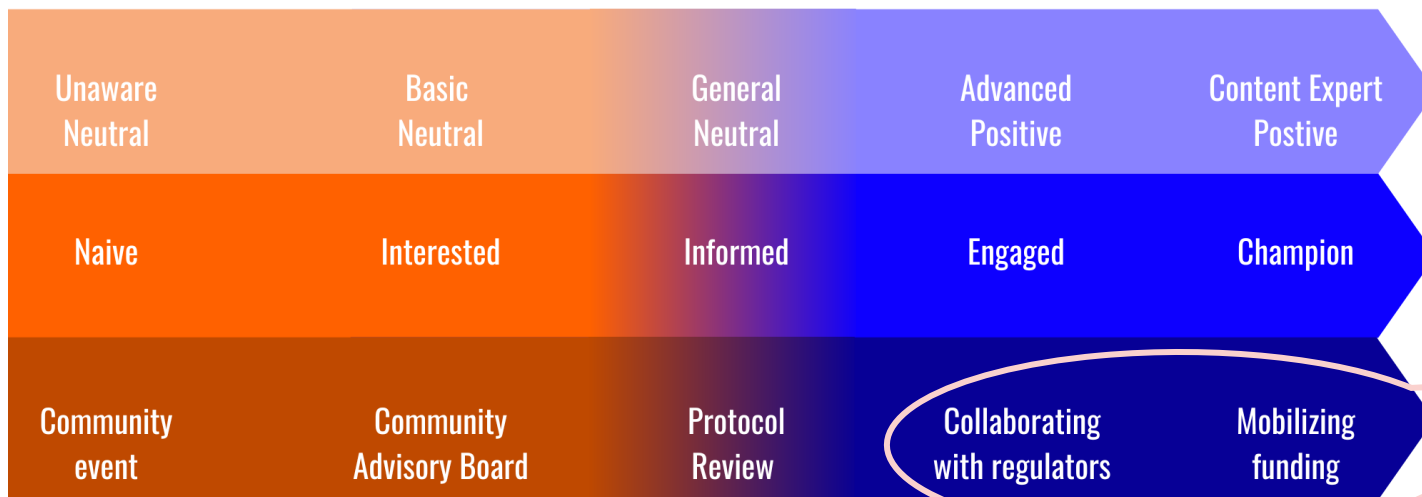 Unaware
Neutral
Basic
Neutral
General
Neutral
Advanced
Positive
Content Expert
Postive
Naive
Interested
Informed
Engaged
Champion
Community
event
Community
Advisory Board
Protocol
Review
Collaborating
with regulators
Mobilizing
funding